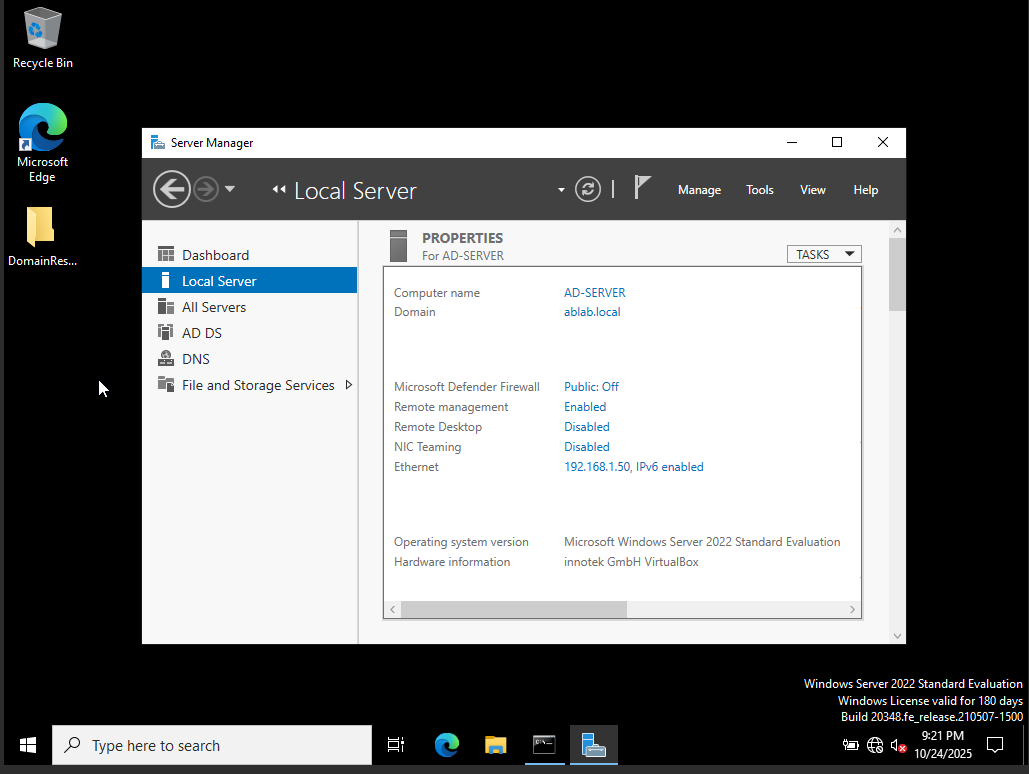 Recycle Bin
Microsoft
Edge
DomainRes...
Server Manager
Local Server
Manage Tools View Help
Dashboard
Local Server
All Servers
AD DS
DNS
File and Storage Services
PROPERTIES
For AD-SERVER
TASKS
Computer name AD-SERVER
Domain ablab.local
Microsoft Defender Firewall Public: Off
Remote management Enabled
Remote Desktop Disabled
NIC Teaming Disabled
Ethernet 192.168.1.50, IPv6 enabled
Operating system version Microsoft Windows Server 2022 Standard Evaluation
Hardware information innotek GmbH VirtualBox
Windows Server 2022 Standard Evaluation
Windows License valid for 180 days
Build 20348.fe_release.210507-1500
Type here to search
9:21 PM
10/24/2025